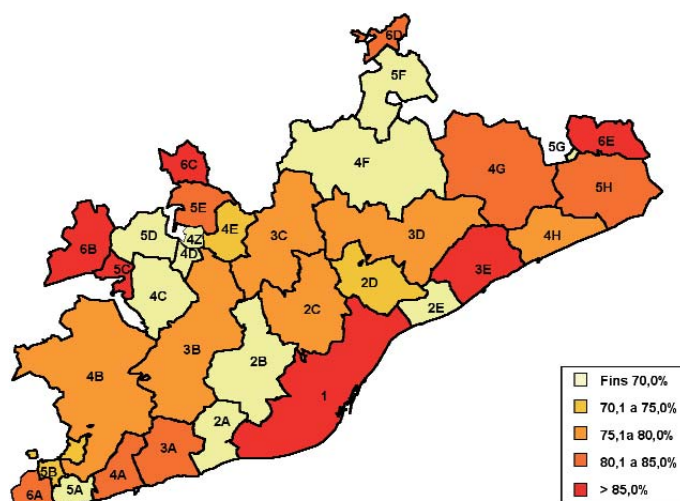 6D
5F
5G
6E
6C
4F
4G
5H
5E
4E
4Z
5D
4D
3C
3D
4H
6B
5C
3E
2D
4C
2C
2E
3B
2B
4B
1
2A
3A
5B
4A
5A
6A
Fins 70,0%
70,1 a 75,0%
75,1a 80,0%
80,1 a 85,0%
> 85,0%